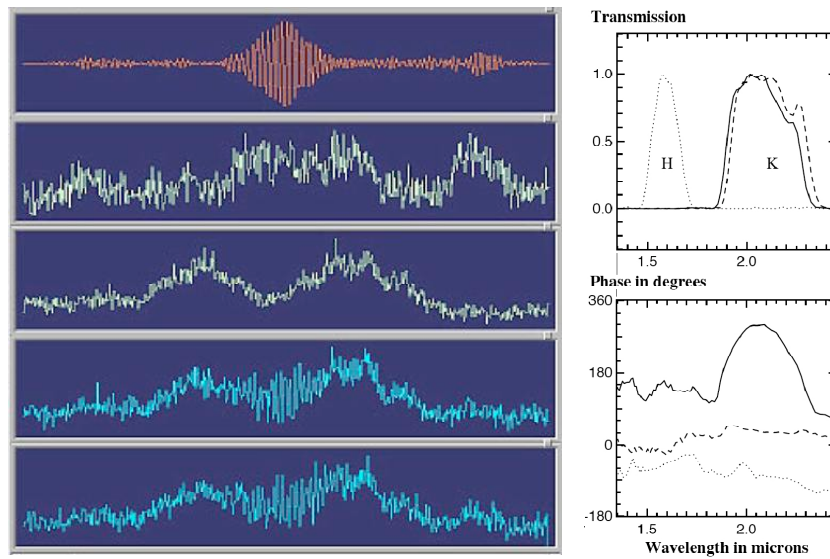 Transmission
1.0
H
K
0.5
0.0
1.5
2.0
Phase in degrees
360
180
0
-180
1.5
2.0
Wavelength in microns